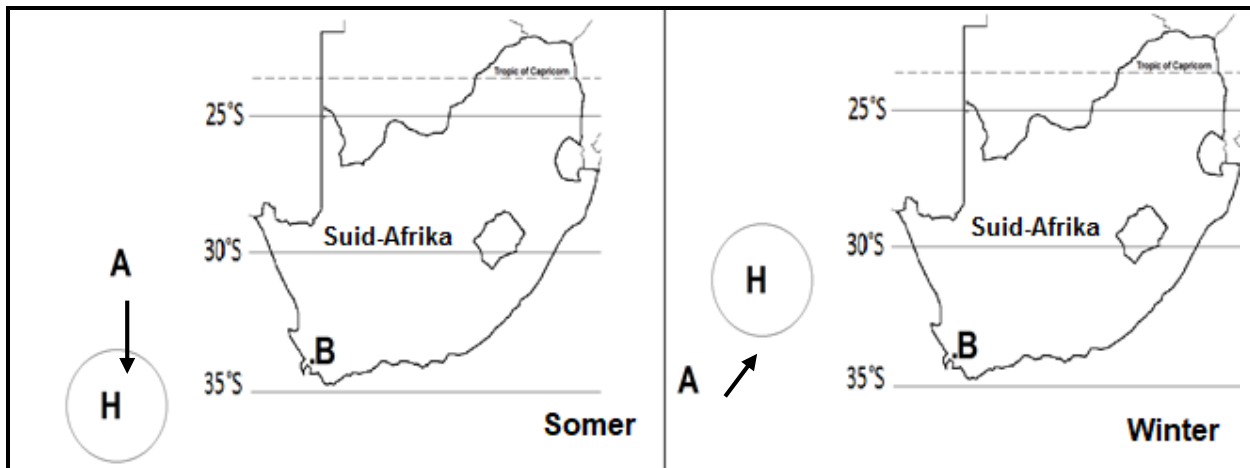 Tropic of Capricorn
25°S
Suid-Afrika
30°S
A
H
.B
35°S
Somer
Tropic of Capricorn
25°S
Suid-Afrika
30°S
H
A
.B
35°S
Winter